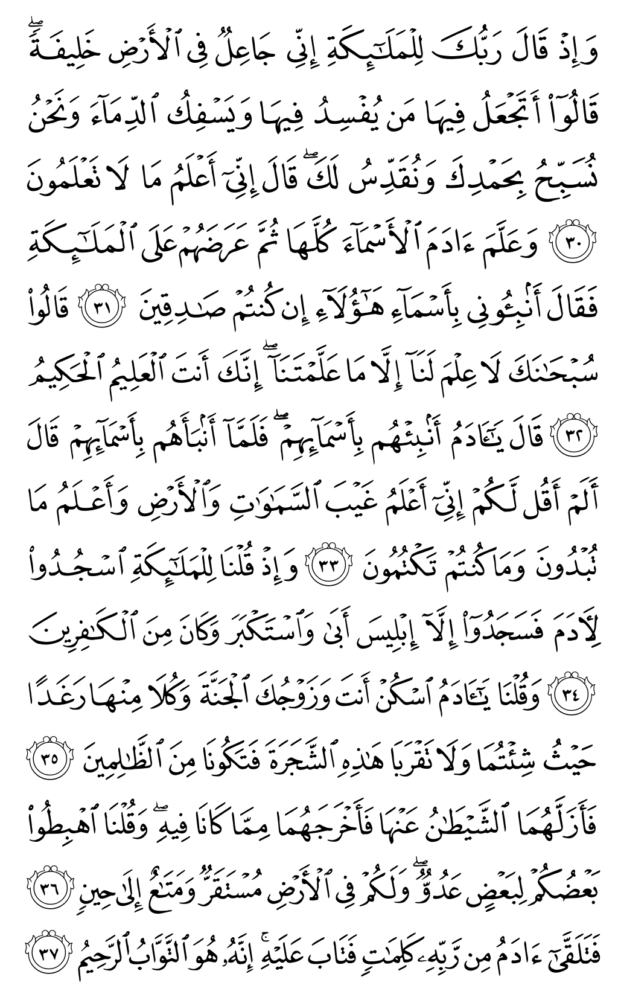 وَإِذۡ قَالَ رَبُّكَ لِلۡمَلَٰٓئِكَةِ إِنِّي جَاعِلٞ فِي ٱلۡأَرۡضِ خَلِيفَةٗۖ
قَالُوٓاْ أَتَجۡعَلُ فِيهَا مَن يُفۡسِدُ فِيهَا وَيَسۡفِكُ ٱلدِّمَآءَ وَنَحۡنُ
نُسَبِّحُ بِحَمۡدِكَ وَنُقَدِّسُ لَكَۖ قَالَ إِنِّيٓ أَعۡلَمُ مَا لَا تَعۡلَمُونَ
٣٠ وَعَلَّمَ ءَادَمَ ٱلۡأَسۡمَآءَ كُلَّهَا ثُمَّ عَرَضَهُمۡ عَلَى ٱلۡمَلَٰٓئِكَةِ
فَقَالَ أَنۢبِـُٔونِي بِأَسۡمَآءِ هَٰٓؤُلَآءِ إِن كُنتُمۡ صَٰدِقِينَ ٣١ قَالُواْ
سُبۡحَٰنَكَ لَا عِلۡمَ لَنَآ إِلَّا مَا عَلَّمۡتَنَآۖ إِنَّكَ أَنتَ ٱلۡعَلِيمُ ٱلۡحَكِيمُ
٣٢ قَالَ يَٰٓـَٔادَمُ أَنۢبِئۡهُم بِأَسۡمَآئِهِمۡۖ فَلَمَّآ أَنۢبَأَهُم بِأَسۡمَآئِهِمۡ قَالَ
أَلَمۡ أَقُل لَّكُمۡ إِنِّيٓ أَعۡلَمُ غَيۡبَ ٱلسَّمَٰوَٰتِ وَٱلۡأَرۡضِ وَأَعۡلَمُ مَا
تُبۡدُونَ وَمَا كُنتُمۡ تَكۡتُمُونَ ٣٣ وَإِذۡ قُلۡنَا لِلۡمَلَٰٓئِكَةِ ٱسۡجُدُواْ
لِأٓدَمَ فَسَجَدُوٓاْ إِلَّآ إِبۡلِيسَ أَبَىٰ وَٱسۡتَكۡبَرَ وَكَانَ مِنَ ٱلۡكَٰفِرِينَ
٣٤ وَقُلۡنَا يَٰٓـَٔادَمُ ٱسۡكُنۡ أَنتَ وَزَوۡجُكَ ٱلۡجَنَّةَ وَكُلَا مِنۡهَا رَغَدًا
حَيۡثُ شِئۡتُمَا وَلَا تَقۡرَبَا هَٰذِهِ ٱلشَّجَرَةَ فَتَكُونَا مِنَ ٱلظَّٰلِمِينَ ٣٥
فَأَزَلَّهُمَا ٱلشَّيۡطَٰنُ عَنۡهَا فَأَخۡرَجَهُمَا مِمَّا كَانَا فِيهِۖ وَقُلۡنَا ٱهۡبِطُواْ
بَعۡضُكُمۡ لِبَعۡضٍ عَدُوّٞۖ وَلَكُمۡ فِي ٱلۡأَرۡضِ مُسۡتَقَرّٞ وَمَتَٰعٌ إِلَىٰ حِينٖ ٣٦
فَتَلَقَّىٰٓ ءَادَمُ مِن رَّبِّهِۦ كَلِمَٰتٖ فَتَابَ عَلَيۡهِۚ إِنَّهُۥ هُوَ ٱلتَّوَّابُ ٱلرَّحِيمُ ٣٧